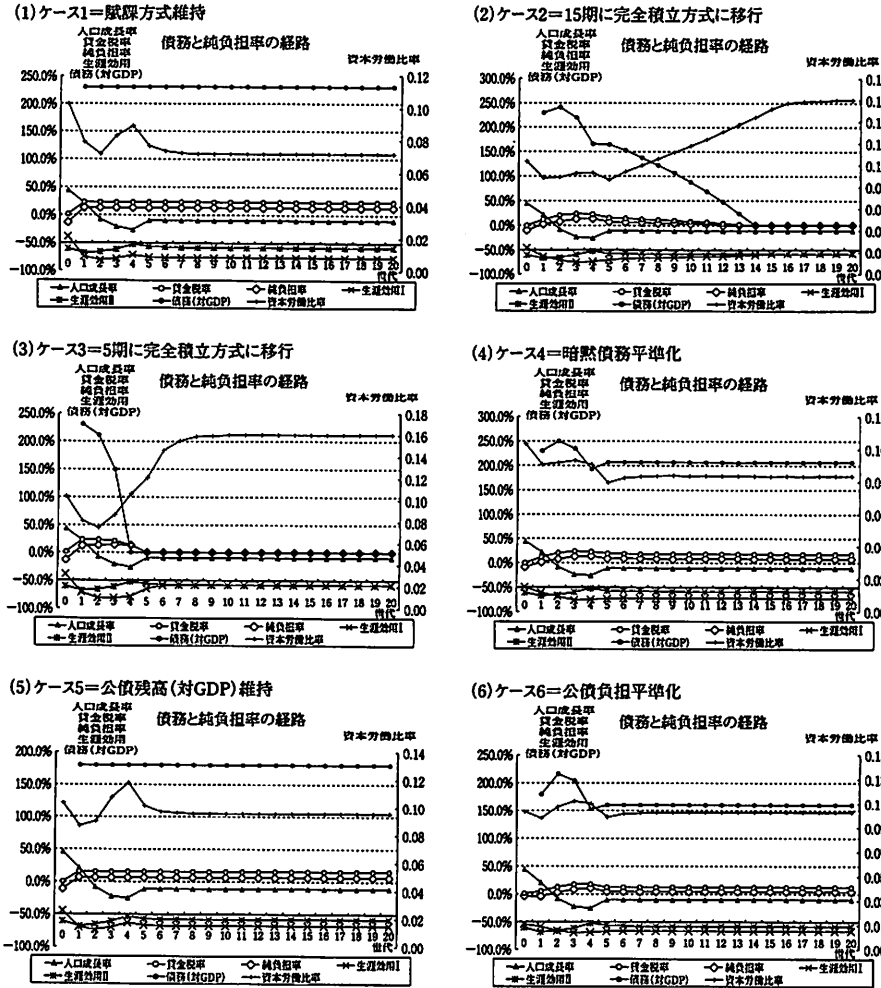 (1)ケース1=賦課方式維持
人口成長率
賃金税率
純負担率
生涯効用
債務(対GDP)
債務と純負担率の経路
資本労働比率
250.0%
200.0%
150.0%
100.0%
50.0%
0.0%
−50.0%
−100.0%
0.12
0.10
0.08
0.06
0.04
0.02
0.00
0 1 2 3 4 5 6 7 8 9 10 11 12 13 14 15 16 17 18 19 20
世代
人口成長率 賃金税率 純負担率 生涯効用I
生涯効用II 債務(対GDP) 資本労働比率
(2)ケース2=15期に完全積立方式に移行
人口成長率
賃金税率
純負担率
生涯効用
債務(対GDP)
債務と純負担率の経路
資本労働比率
300.0%
250.0%
200.0%
150.0%
100.0%
50.0%
0.0%
−50.0%
−100.0%
0 1 2 3 4 5 6 7 8 9 10 11 12 13 14 15 16 17 18 19 20
世代
人口成長率 賃金税率 純負担率 生涯効用I
生涯効用II 債務(対GDP) 資本労働比率
(3)ケース3=5期に完全積立方式に移行
人口成長率
賃金税率
純負担率
生涯効用
債務(対GDP)
債務と純負担率の経路
資本労働比率
250.0%
200.0%
150.0%
100.0%
50.0%
0.0%
−50.0%
−100.0%
0.18
0.16
0.14
0.12
0.10
0.08
0.06
0.04
0.02
0.00
0 1 2 3 4 5 6 7 8 9 10 11 12 13 14 15 16 17 18 19 20
世代
人口成長率 賃金税率 純負担率 生涯効用I
生涯効用II 債務(対GDP) 資本労働比率
(4)ケース4=暗黙債務平準化
人口成長率
賃金税率
純負担率
生涯効用
債務(対GDP)
債務と純負担率の経路
資本労働比率
300.0%
250.0%
200.0%
150.0%
100.0%
50.0%
0.0%
−50.0%
−100.0%
0 1 2 3 4 5 6 7 8 9 10 11 12 13 14 15 16 17 18 19 20
世代
人口成長率 賃金税率 純負担率 生涯効用I
生涯効用II 債務(対GDP) 資本労働比率
(5)ケース5=公債残高(対GDP)維持
人口成長率
賃金税率
純負担率
生涯効用
債務(対GDP)
債務と純負担率の経路
資本労働比率
200.0%
150.0%
100.0%
50.0%
0.0%
−50.0%
−100.0%
0.14
0.12
0.10
0.08
0.06
0.04
0.02
0.00
0 1 2 3 4 5 6 7 8 9 10 11 12 13 14 15 16 17 18 19 20
世代
人口成長率 賃金税率 純負担率 生涯効用I
生涯効用II 債務(対GDP) 資本労働比率
(6)ケース6=公債負担平準化
人口成長率
賃金税率
純負担率
生涯効用
債務(対GDP)
債務と純負担率の経路
資本労働比率
250.0%
200.0%
150.0%
100.0%
50.0%
0.0%
−50.0%
−100.0%
0 1 2 3 4 5 6 7 8 9 10 11 12 13 14 15 16 17 18 19 20
世代
人口成長率 賃金税率 純負担率 生涯効用I
生涯効用II 債務(対GDP) 資本労働比率